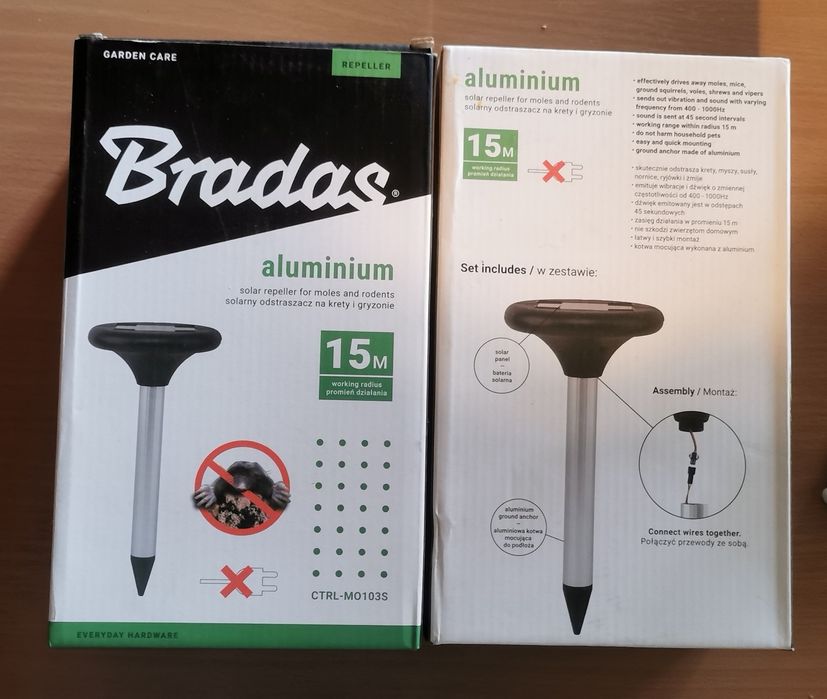 GARDEN CARE
REPELLER
Bradas®
aluminium
solar repeller for moles and rodents
solarny odstraszacz na krety i gryzonie
15M
working radius
promień działania
CTRL-MO103S
EVERYDAY HARDWARE
aluminium
solar repeller for moles and rodents
solarny odstraszacz na krety i gryzonie
15M
working radius
promień działania
• effectively drives away moles, mice,
ground squirrels, voles, shrews and vipers
• sends out vibration and sound with varying
frequency from 400 - 1000Hz
• sound is sent at 45 second intervals
• working range within radius 15 m
• do not harm household pets
• easy and quick mounting
• ground anchor made of aluminium
• skutecznie odstrasza krety, myszy, susły,
nornice, ryjówki i żmije
• emituje wibracje i dźwięk o zmiennej
częstotliwości od 400 - 1000Hz
• dźwięk emitowany jest w odstępach
45 sekundowych
• zasięg działania w promieniu 15 m
• nie szkodzi zwierzętom domowym
• łatwy i szybki montaż
• kotwa mocująca wykonana z aluminium
Set includes / w zestawie:
solar
panel
–
bateria
solarna
Assembly / Montaż:
aluminium
ground anchor
–
aluminiowa kotwa
mocująca
do podłoża
Connect wires together.
Połączyć przewody ze sobą.